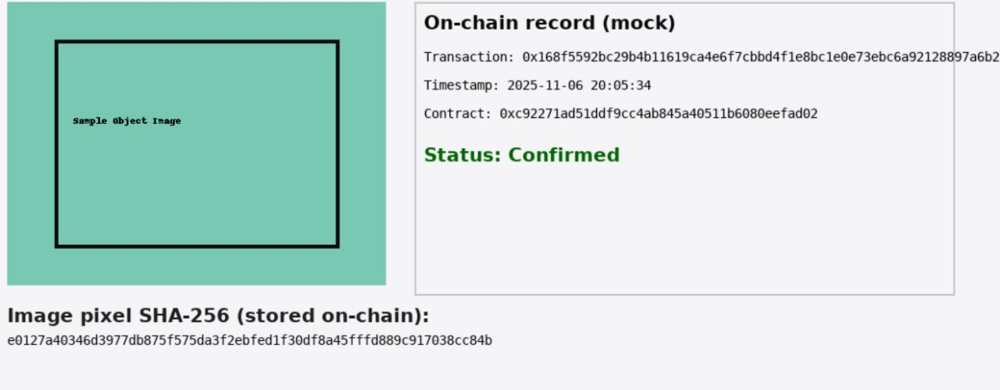 Sample Object Image
On-chain record (mock)
Transaction: 0x168f5592bc29b4b11619ca4e6f7cbbd4f1e8bc1e0e73ebc6a92128897a6b2
Timestamp: 2025-11-06 20:05:34
Contract: 0xc92271ad51ddf9cc4ab845a40511b6080eefad02
Status: Confirmed
Image pixel SHA-256 (stored on-chain):
e0127a40346d3977db875f575da3f2ebfed1f30df8a45fffd889c917038cc84b